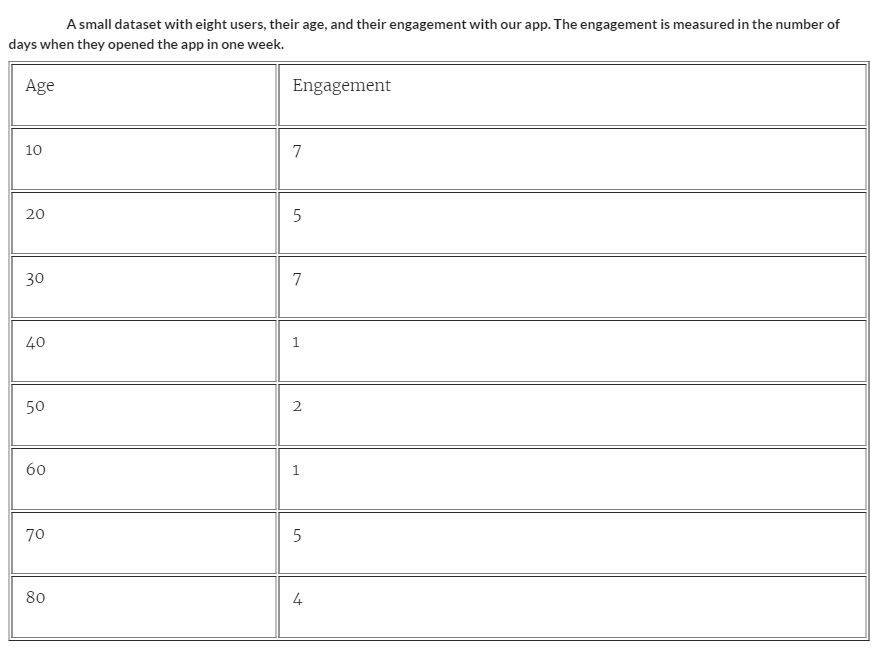 A small dataset with eight users, their age, and their engagement with our app. The engagement is measured in the number of
days when they opened the app in one week.
Age Engagement
10 7
20 5
30 7
40 1
50 2
60 1
70 5
80 4